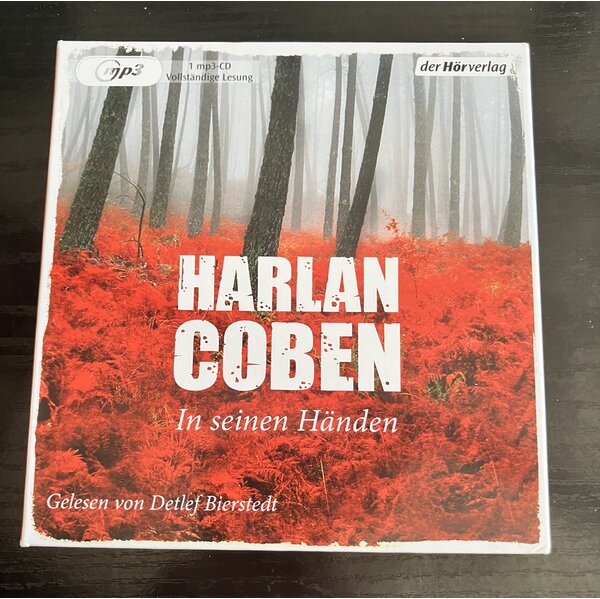 mp3
1 mp3-CD
Vollständige Lesung
der Hörverlag
HARLAN
COBEN
In seinen Händen
Gelesen von Detlef Bierstedt